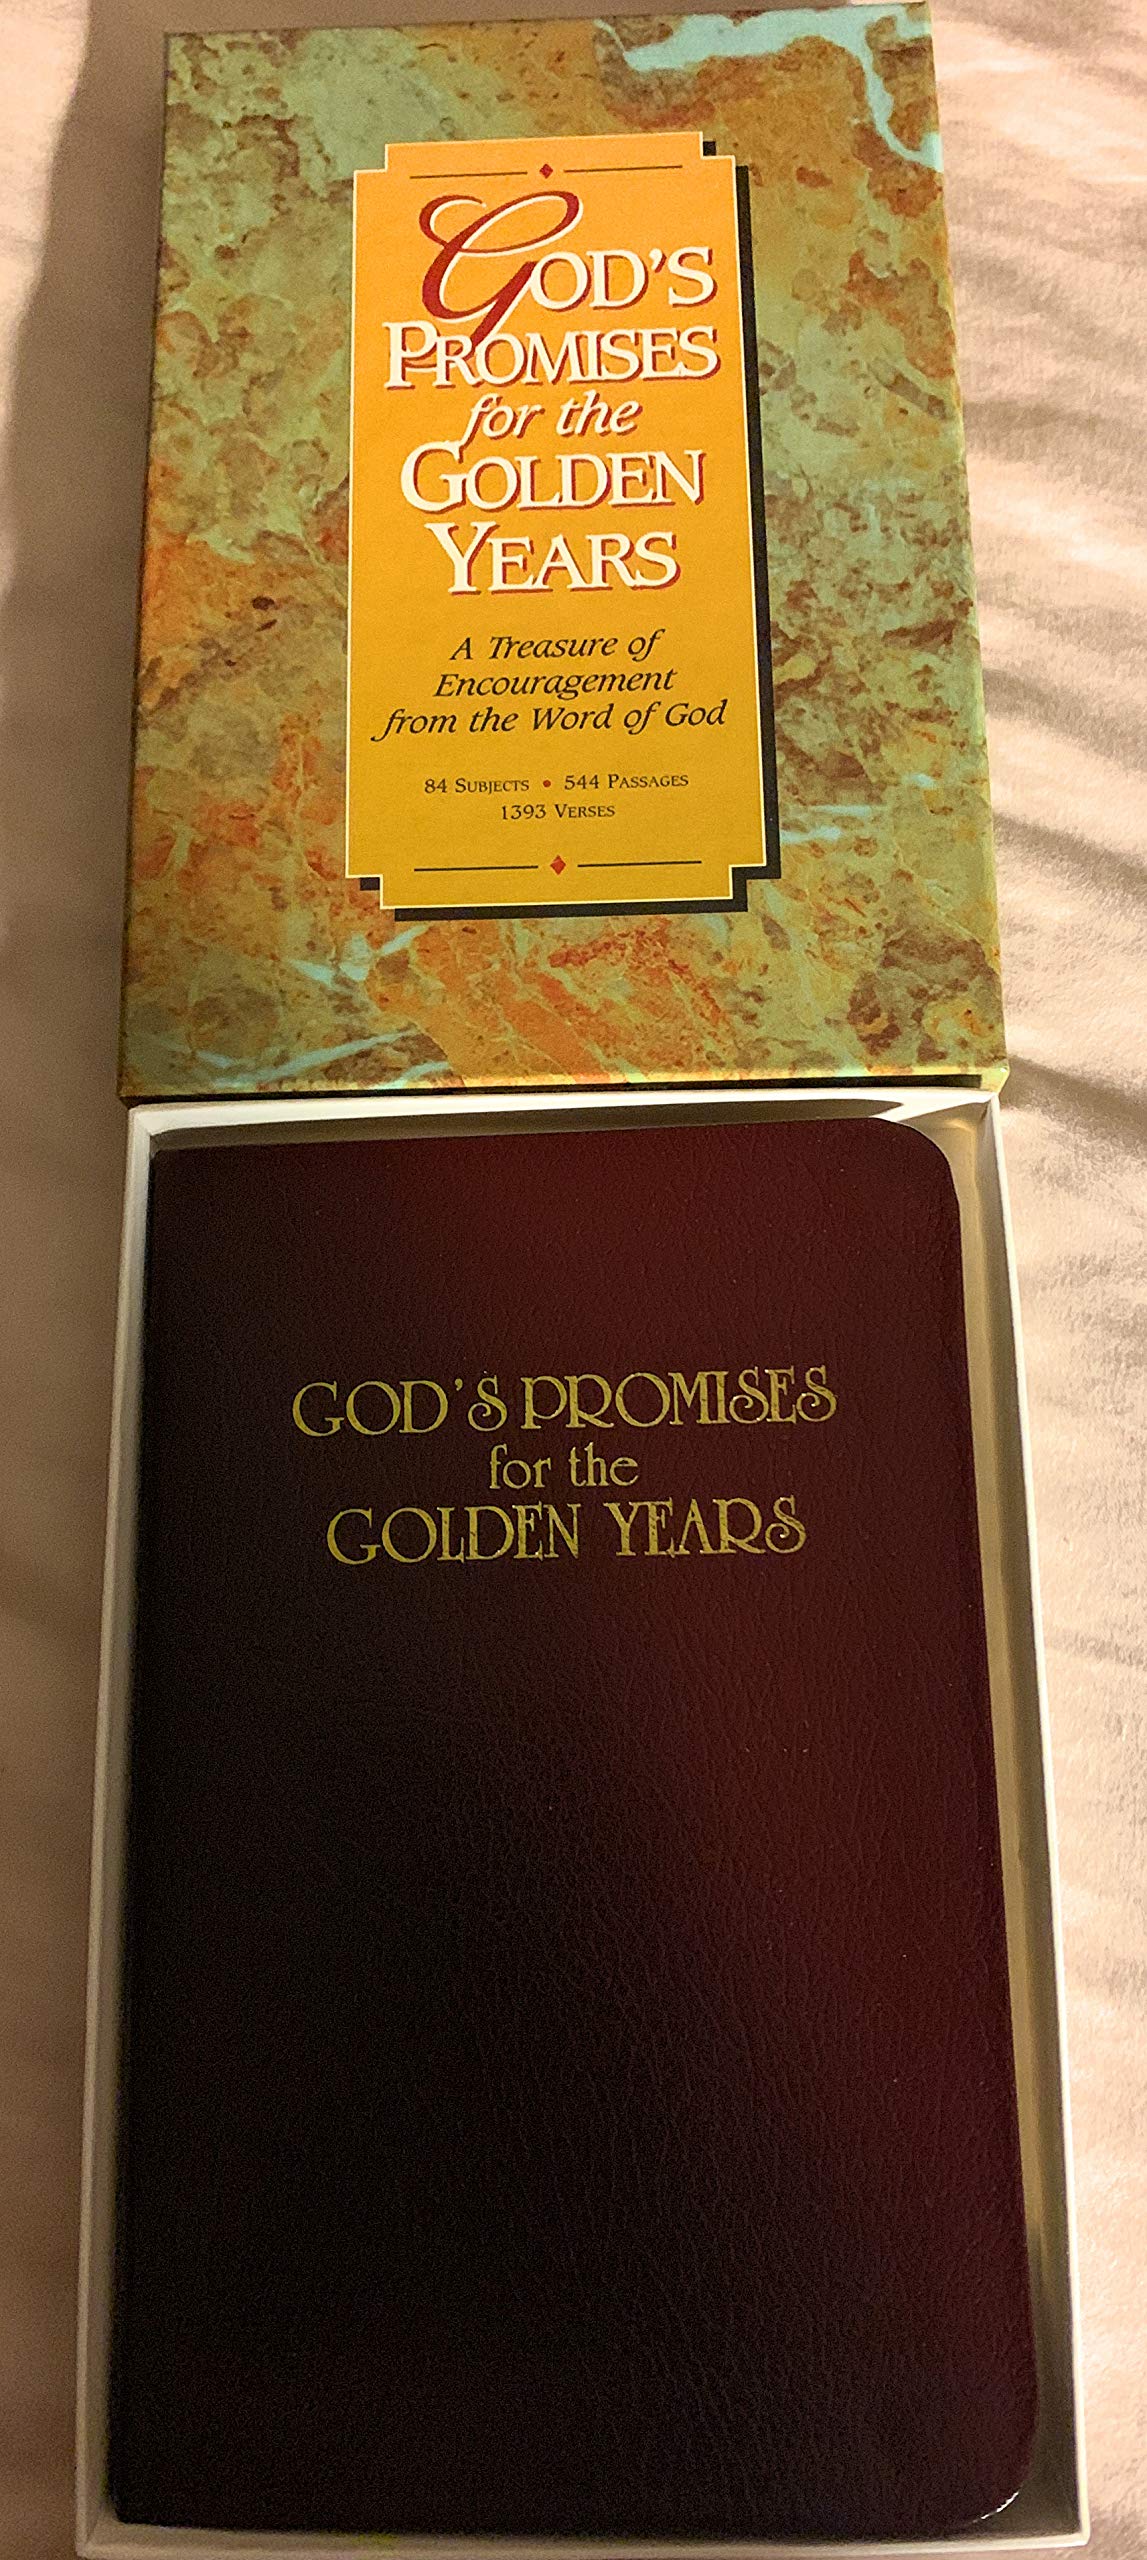 God's
Promises
for the
Golden
Years
A Treasure of
Encouragement
from the Word of God
84 Subjects • 544 Passages
1393 Verses
GOD'S PROMISES
for the
GOLDEN YEARS